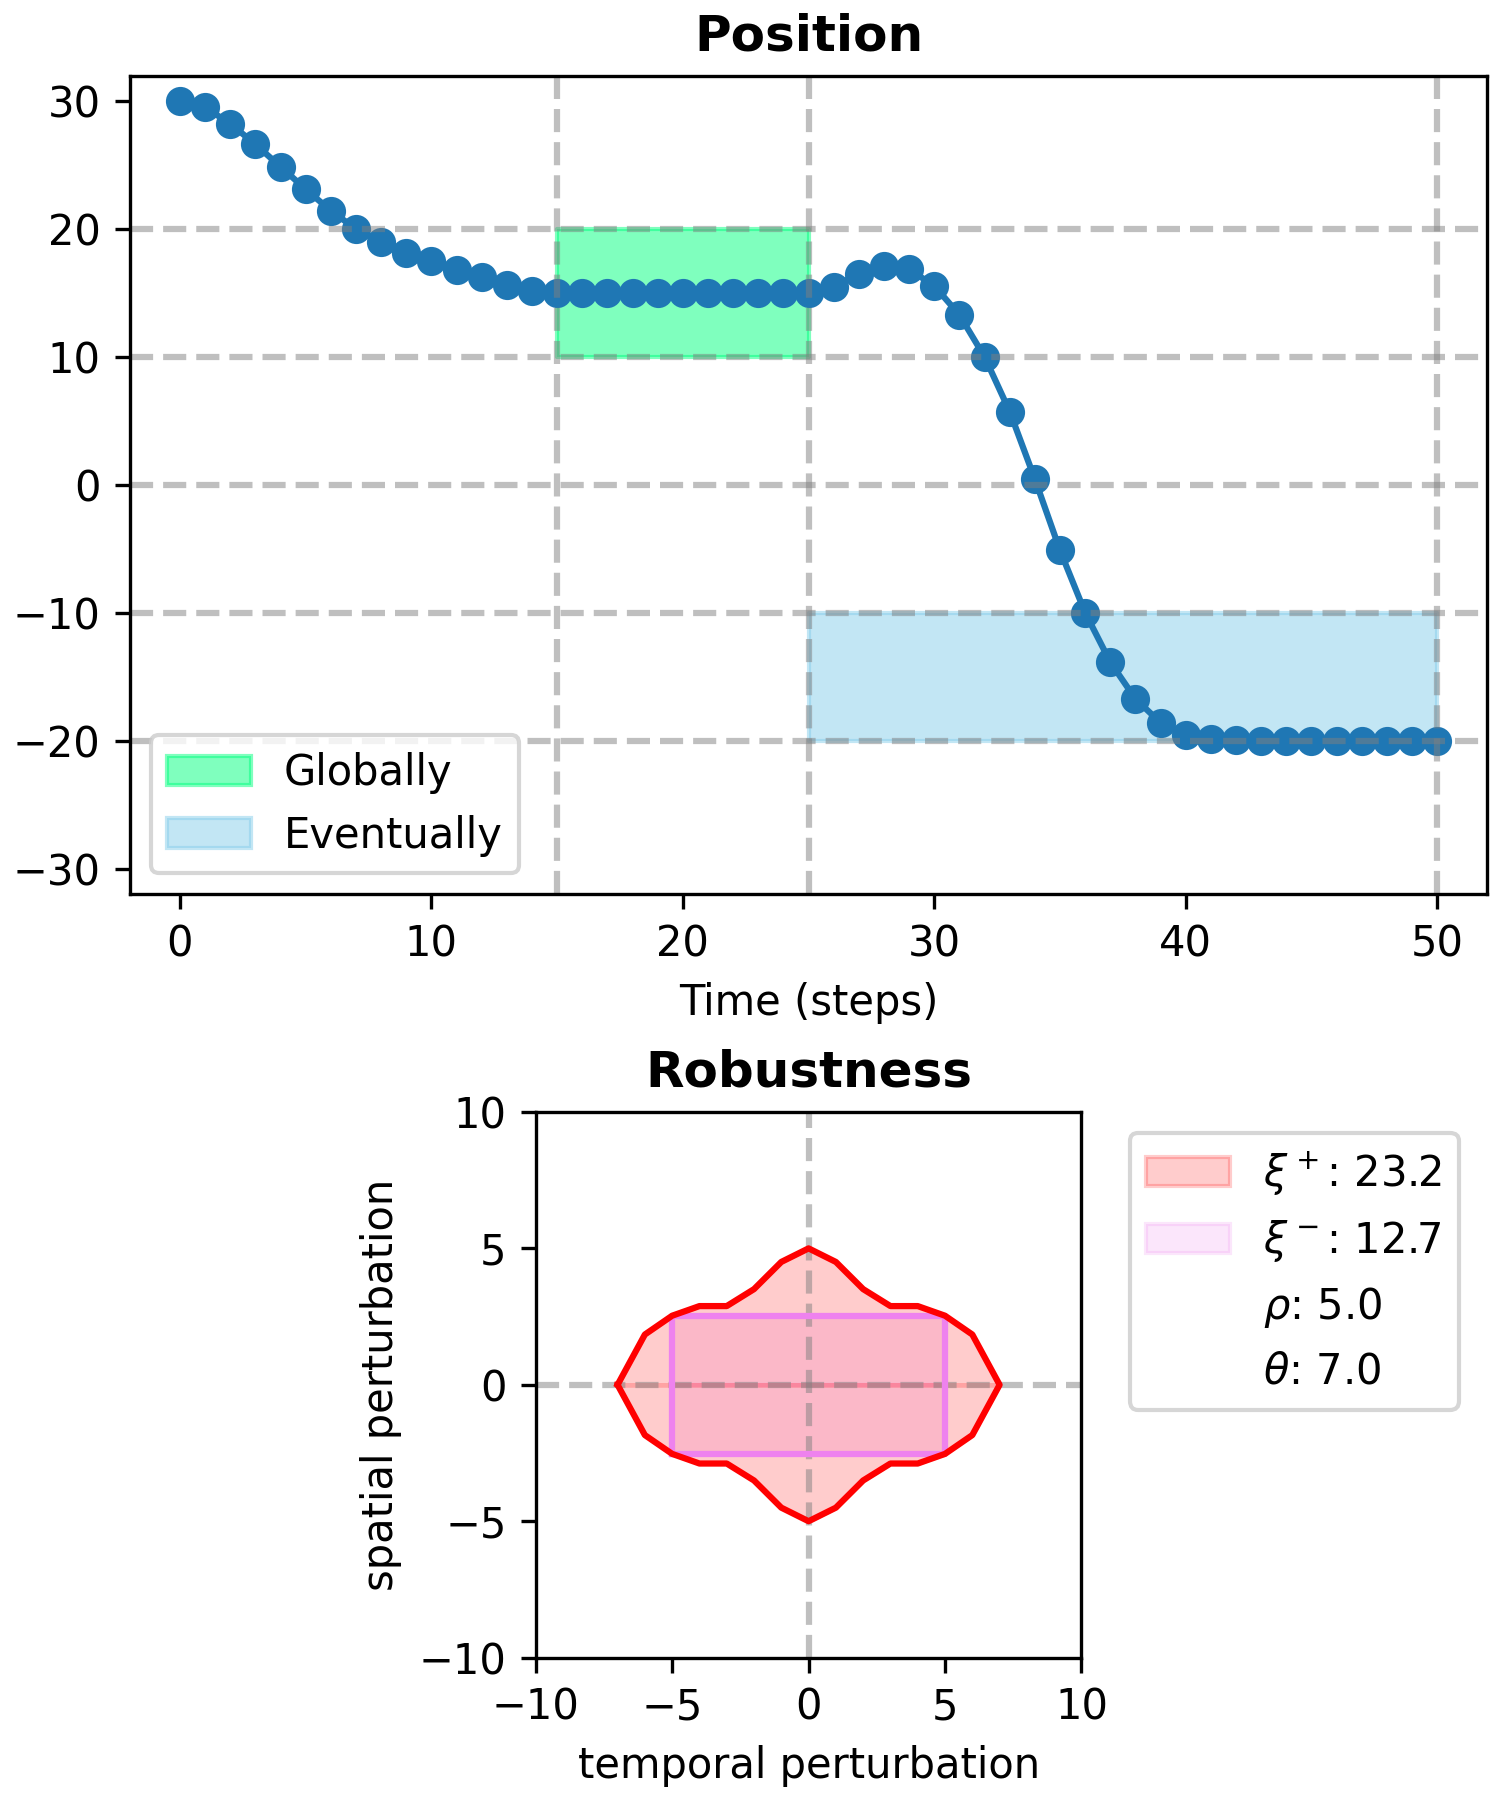 Position
30
20
10
0
−10
−20
−30
Globally
Eventually
0 10 20 30 40 50
Time (steps)
Robustness
10
5
0
−5
−10
spatial perturbation
−10 −5 0 5 10
temporal perturbation
ξ⁺: 23.2
ξ⁻: 12.7
ρ: 5.0
θ: 7.0